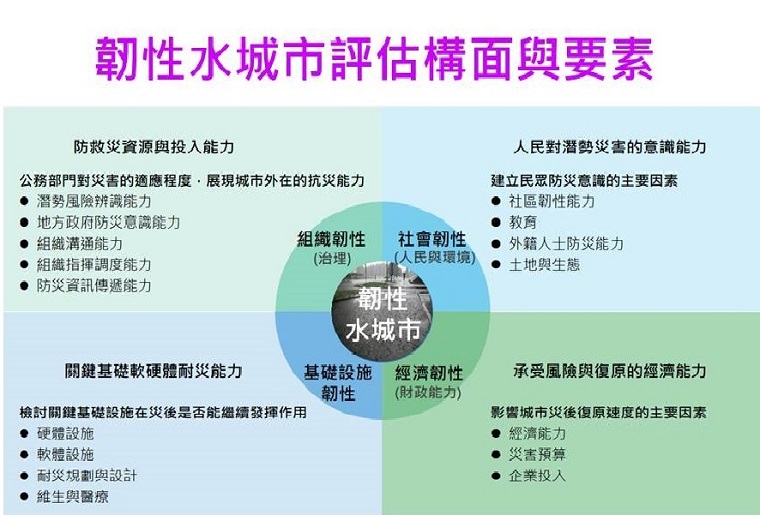 韌性水城市評估構面與要素
防救災資源與投入能力
公務部門對災害的適應程度，展現城市外在的抗災能力
● 潛勢風險辨識能力
● 地方政府防災意識能力
● 組織溝通能力
● 組織指揮調度能力
● 防災資訊傳遞能力
人民對潛勢災害的意識能力
建立民眾防災意識的主要因素
● 社區韌性能力
● 教育
● 外籍人士防災能力
● 土地與生態
組織韌性
(治理)
社會韌性
(人民與環境)
韌性
水城市
基礎設施
韌性
經濟韌性
(財政能力)
關鍵基礎軟硬體耐災能力
檢討關鍵基礎設施在災後是否能繼續發揮作用
● 硬體設施
● 軟體設施
● 耐災規劃與設計
● 維生與醫療
承受風險與復原的經濟能力
影響城市災後復原速度的主要因素
● 經濟能力
● 災害預算
● 企業投入